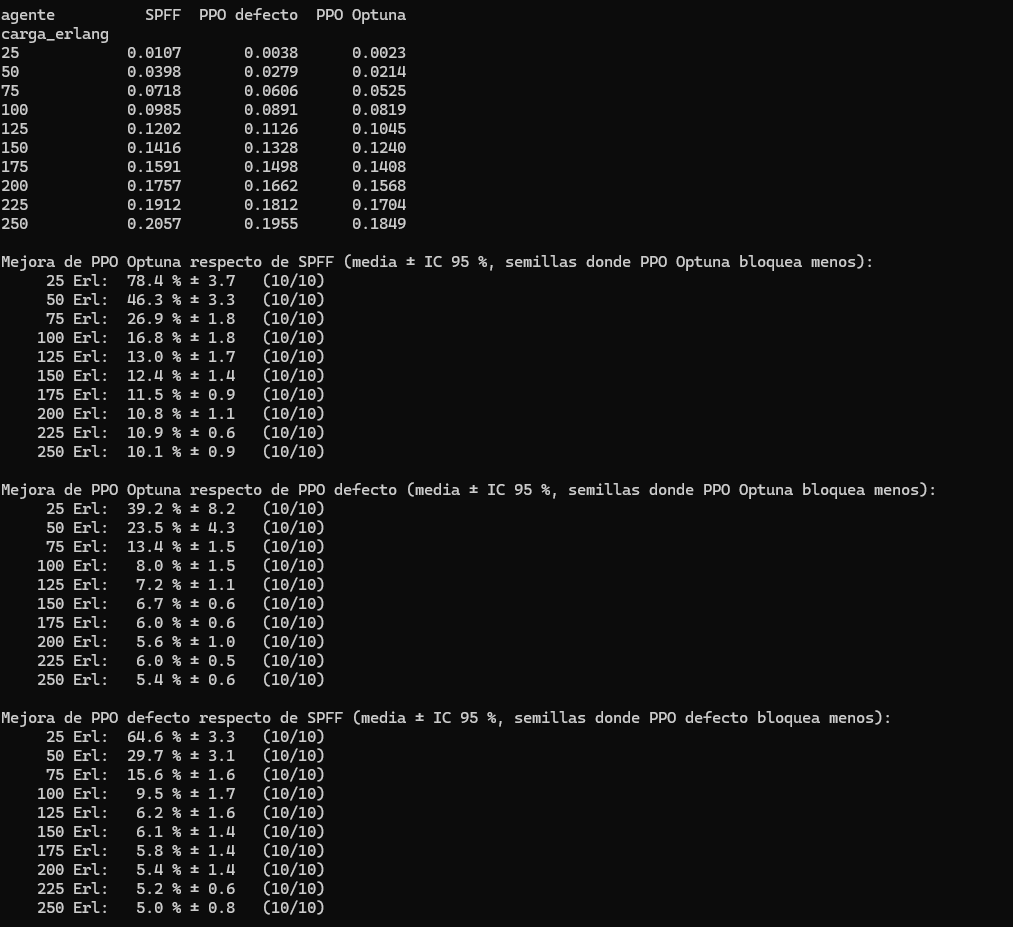 agente          SPFF  PPO defecto  PPO Optuna
carga_erlang
25            0.0107       0.0038      0.0023
50            0.0398       0.0279      0.0214
75            0.0718       0.0606      0.0525
100           0.0985       0.0891      0.0819
125           0.1202       0.1126      0.1045
150           0.1416       0.1328      0.1240
175           0.1591       0.1498      0.1408
200           0.1757       0.1662      0.1568
225           0.1912       0.1812      0.1704
250           0.2057       0.1955      0.1849
Mejora de PPO Optuna respecto de SPFF (media ± IC 95 %, semillas donde PPO Optuna bloquea menos):
     25 Erl:  78.4 % ± 3.7   (10/10)
     50 Erl:  46.3 % ± 3.3   (10/10)
     75 Erl:  26.9 % ± 1.8   (10/10)
    100 Erl:  16.8 % ± 1.8   (10/10)
    125 Erl:  13.0 % ± 1.7   (10/10)
    150 Erl:  12.4 % ± 1.4   (10/10)
    175 Erl:  11.5 % ± 0.9   (10/10)
    200 Erl:  10.8 % ± 1.1   (10/10)
    225 Erl:  10.9 % ± 0.6   (10/10)
    250 Erl:  10.1 % ± 0.9   (10/10)
Mejora de PPO Optuna respecto de PPO defecto (media ± IC 95 %, semillas donde PPO Optuna bloquea menos):
     25 Erl:  39.2 % ± 8.2   (10/10)
     50 Erl:  23.5 % ± 4.3   (10/10)
     75 Erl:  13.4 % ± 1.5   (10/10)
    100 Erl:   8.0 % ± 1.5   (10/10)
    125 Erl:   7.2 % ± 1.1   (10/10)
    150 Erl:   6.7 % ± 0.6   (10/10)
    175 Erl:   6.0 % ± 0.6   (10/10)
    200 Erl:   5.6 % ± 1.0   (10/10)
    225 Erl:   6.0 % ± 0.5   (10/10)
    250 Erl:   5.4 % ± 0.6   (10/10)
Mejora de PPO defecto respecto de SPFF (media ± IC 95 %, semillas donde PPO defecto bloquea menos):
     25 Erl:  64.6 % ± 3.3   (10/10)
     50 Erl:  29.7 % ± 3.1   (10/10)
     75 Erl:  15.6 % ± 1.6   (10/10)
    100 Erl:   9.5 % ± 1.7   (10/10)
    125 Erl:   6.2 % ± 1.6   (10/10)
    150 Erl:   6.1 % ± 1.4   (10/10)
    175 Erl:   5.8 % ± 1.4   (10/10)
    200 Erl:   5.4 % ± 1.4   (10/10)
    225 Erl:   5.2 % ± 0.6   (10/10)
    250 Erl:   5.0 % ± 0.8   (10/10)